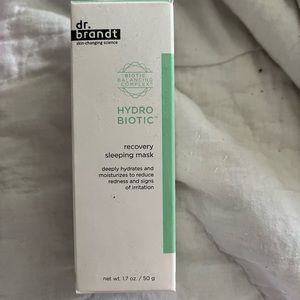 dr.
brandt
skin-changing science
BIOTIC
BALANCING
COMPLEX
HYDRO
BIOTIC™
recovery
sleeping mask
deeply hydrates and
moisturizes to reduce
redness and signs
of irritation
net wt. 1.7 oz. / 50 g